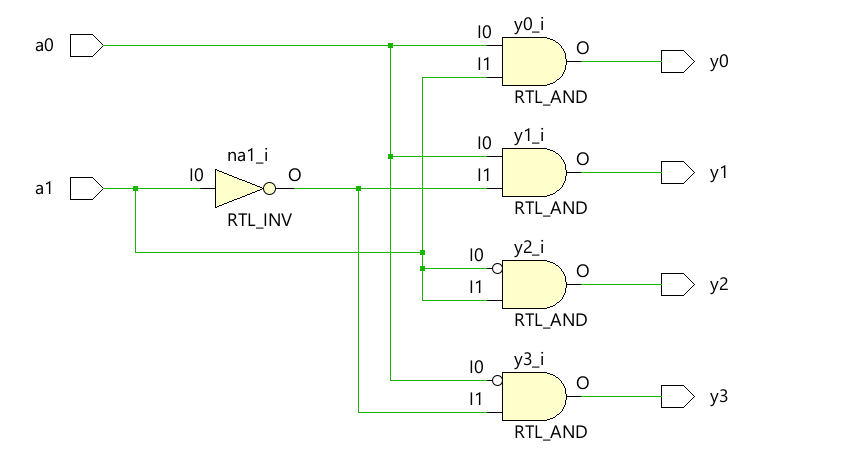 y0_i
a0
I0
O
y0
I1
RTL_AND
y1_i
I0
O
y1
I1
RTL_AND
na1_i
a1
I0
O
RTL_INV
y2_i
I0
O
y2
I1
RTL_AND
y3_i
I0
O
y3
I1
RTL_AND